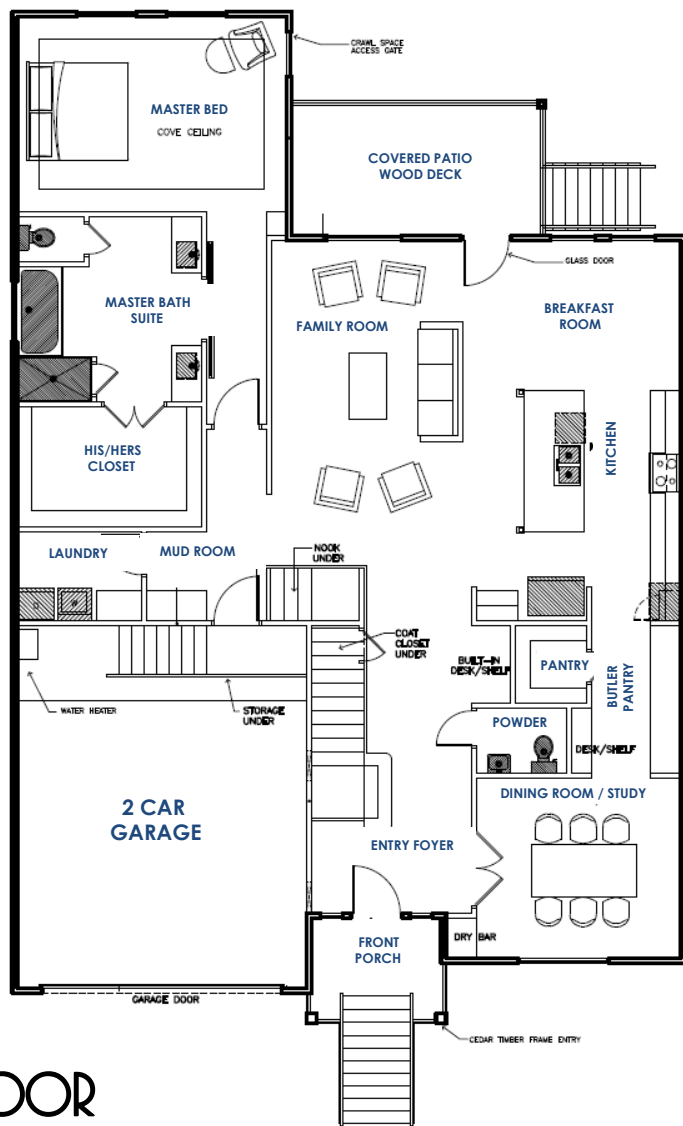 CRAWL SPACE
ACCESS GATE
MASTER BED
COVE CEILING
COVERED PATIO
WOOD DECK
GLASS DOOR
MASTER BATH
SUITE
FAMILY ROOM
BREAKFAST
ROOM
KITCHEN
HIS/HERS
CLOSET
LAUNDRY
MUD ROOM
NOOK
UNDER
COAT
CLOSET
UNDER
BUILT-IN
DESK/SHELF
PANTRY
BUTLER
PANTRY
WATER HEATER
STORAGE
UNDER
POWDER
DESK/SHELF
2 CAR
GARAGE
DINING ROOM / STUDY
ENTRY FOYER
FRONT
PORCH
DRY BAR
GARAGE DOOR
CEDAR TIMBER FRAME ENTRY
OOR